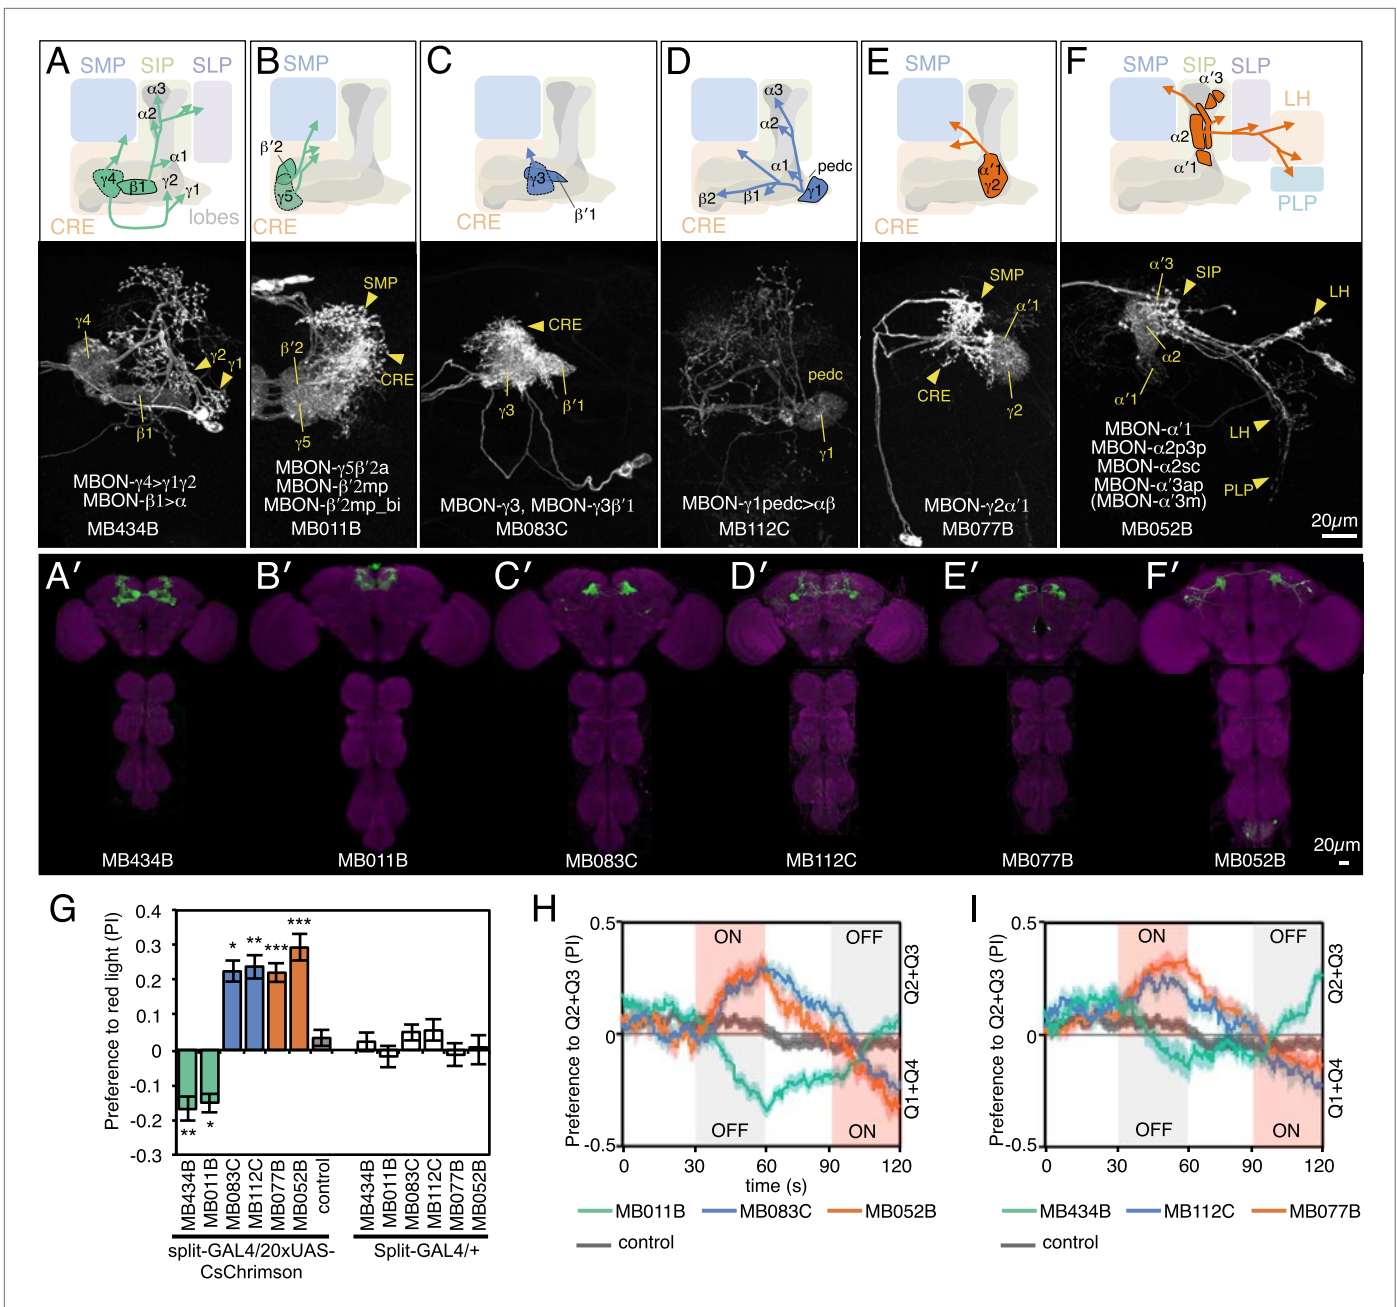 A
SMP SIP SLP
α3
α2
α1
γ4
β1
γ2
γ1
lobes
CRE
B
SMP
β′2
γ5
CRE
C
γ3
β′1
CRE
D
α3
α2
α1
pedc
γ1
β2
β1
CRE
E
SMP
α′1
γ2
CRE
F
SMP SIP SLP
α′3
LH
α2
α′1
PLP
γ4
γ2
γ1
β1
MBON-γ4>γ1γ2
MBON-β1>α
MB434B
SMP
β′2
CRE
γ5
MBON-γ5β′2a
MBON-β′2mp
MBON-β′2mp_bi
MB011B
CRE
γ3
β′1
MBON-γ3, MBON-γ3β′1
MB083C
pedc
γ1
MBON-γ1pedc>αβ
MB112C
SMP
α′1
CRE
γ2
MBON-γ2α′1
MB077B
α′3
SIP
LH
α2
α′1
LH
PLP
MBON-α′1
MBON-α2p3p
MBON-α2sc
MBON-α′3ap
(MBON-α′3m)
MB052B
20μm
A′
B′
C′
D′
E′
F′
MB434B
MB011B
MB083C
MB112C
MB077B
MB052B
20μm
G
Preference to red light (PI)
0.4
0.3
0.2
0.1
0
-0.1
-0.2
-0.3
**
*
*
**
***
***
MB434B
MB011B
MB083C
MB112C
MB077B
MB052B
control
MB434B
MB011B
MB083C
MB112C
MB077B
MB052B
split-GAL4/20xUAS-
CsChrimson
Split-GAL4/+
H
Preference to Q2+Q3 (PI)
0.5
0
-0.5
ON
OFF
OFF
ON
Q2+Q3
Q1+Q4
0
30
60
90
120
time (s)
MB011B
MB083C
MB052B
control
I
Preference to Q2+Q3 (PI)
0.5
0
-0.5
ON
OFF
OFF
ON
Q2+Q3
Q1+Q4
0
30
60
90
120
MB434B
MB112C
MB077B
control